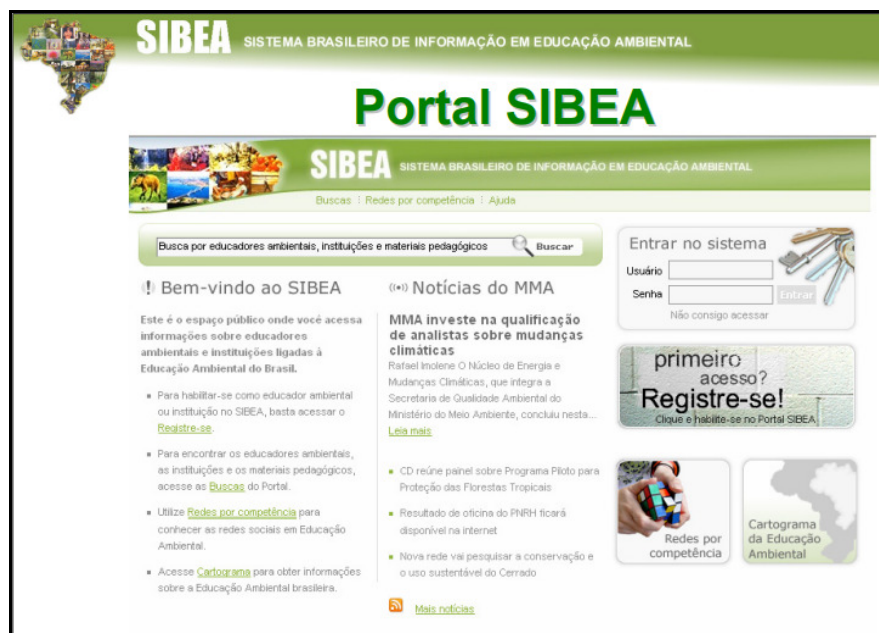 SIBEA SISTEMA BRASILEIRO DE INFORMAÇÃO EM EDUCAÇÃO AMBIENTAL
Portal SIBEA
SIBEA SISTEMA BRASILEIRO DE INFORMAÇÃO EM EDUCAÇÃO AMBIENTAL
Buscas Redes por competência Ajuda
Busca por educadores ambientais, instituições e materiais pedagógicos Buscar
Bem-vindo ao SIBEA
Este é o espaço público onde você acessa
informações sobre educadores
ambientais e instituições ligadas à
Educação Ambiental do Brasil.
Para habilitar-se como educador ambiental
ou instituição no SIBEA, basta acessar o
Registre-se.
Para encontrar os educadores ambientais,
as instituições e os materiais pedagógicos,
acesse as Buscas do Portal.
Utilize Redes por competência para
conhecer as redes sociais em Educação
Ambiental.
Acesse Cartograma para obter informações
sobre a Educação Ambiental brasileira.
Notícias do MMA
MMA investe na qualificação
de analistas sobre mudanças
climáticas
Rafael Imolene O Núcleo de Energia e
Mudanças Climáticas, que integra a
Secretaria de Qualidade Ambiental do
Ministério do Meio Ambiente, concluiu nesta...
Leia mais
CD reúne painel sobre Programa Piloto para
Proteção das Florestas Tropicais
Resultado de oficina do PNRH ficará
disponível na internet
Nova rede vai pesquisar a conservação e
o uso sustentável do Cerrado
Mais notícias
Entrar no sistema
Usuário
Senha Entrar
Não consigo acessar
primeiro
acesso?
Registre-se!
Clique e habilite-se no Portal SIBEA
Redes por
competência
Cartograma
da Educação
Ambiental